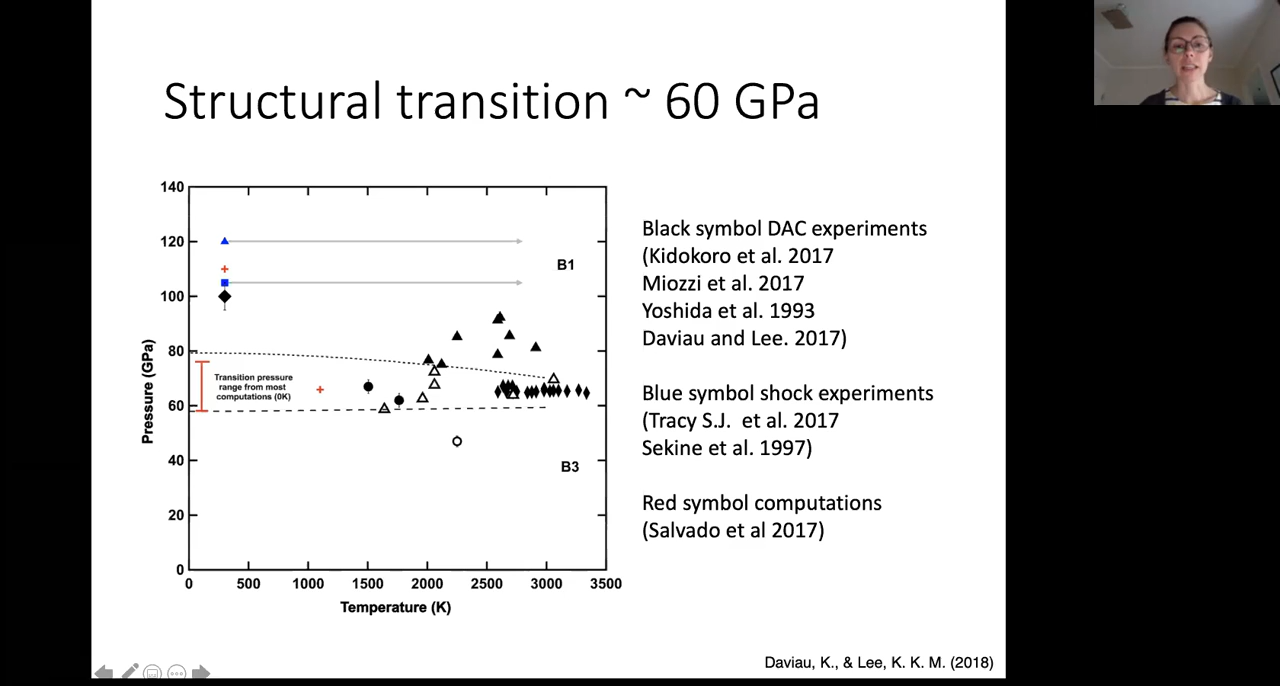 Structural transition ~ 60 GPa
140
120
100
80
60
40
20
0
Pressure (GPa)
B1
Transition pressure
range from most
computations (0K)
B3
0
500
1000
1500
2000
2500
3000
3500
Temperature (K)
Black symbol DAC experiments
(Kidokoro et al. 2017
Miozzi et al. 2017
Yoshida et al. 1993
Daviau and Lee. 2017)
Blue symbol shock experiments
(Tracy S.J.  et al. 2017
Sekine et al. 1997)
Red symbol computations
(Salvado et al 2017)
Daviau, K., & Lee, K. K. M. (2018)